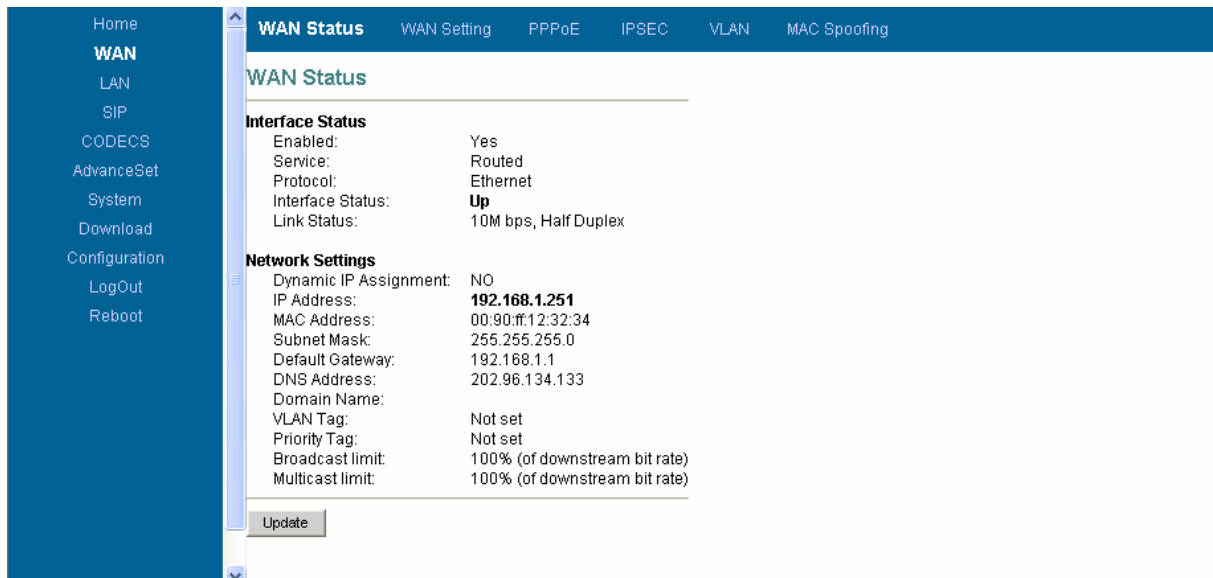 Home
WAN
LAN
SIP
CODECS
AdvanceSet
System
Download
Configuration
LogOut
Reboot
WAN Status WAN Setting PPPoE IPSEC VLAN MAC Spoofing
WAN Status
Interface Status
Enabled: Yes
Service: Routed
Protocol: Ethernet
Interface Status: Up
Link Status: 10M bps, Half Duplex
Network Settings
Dynamic IP Assignment: NO
IP Address: 192.168.1.251
MAC Address: 00:90:ff:12:32:34
Subnet Mask: 255.255.255.0
Default Gateway: 192.168.1.1
DNS Address: 202.96.134.133
Domain Name:
VLAN Tag: Not set
Priority Tag: Not set
Broadcast limit: 100% (of downstream bit rate)
Multicast limit: 100% (of downstream bit rate)
Update